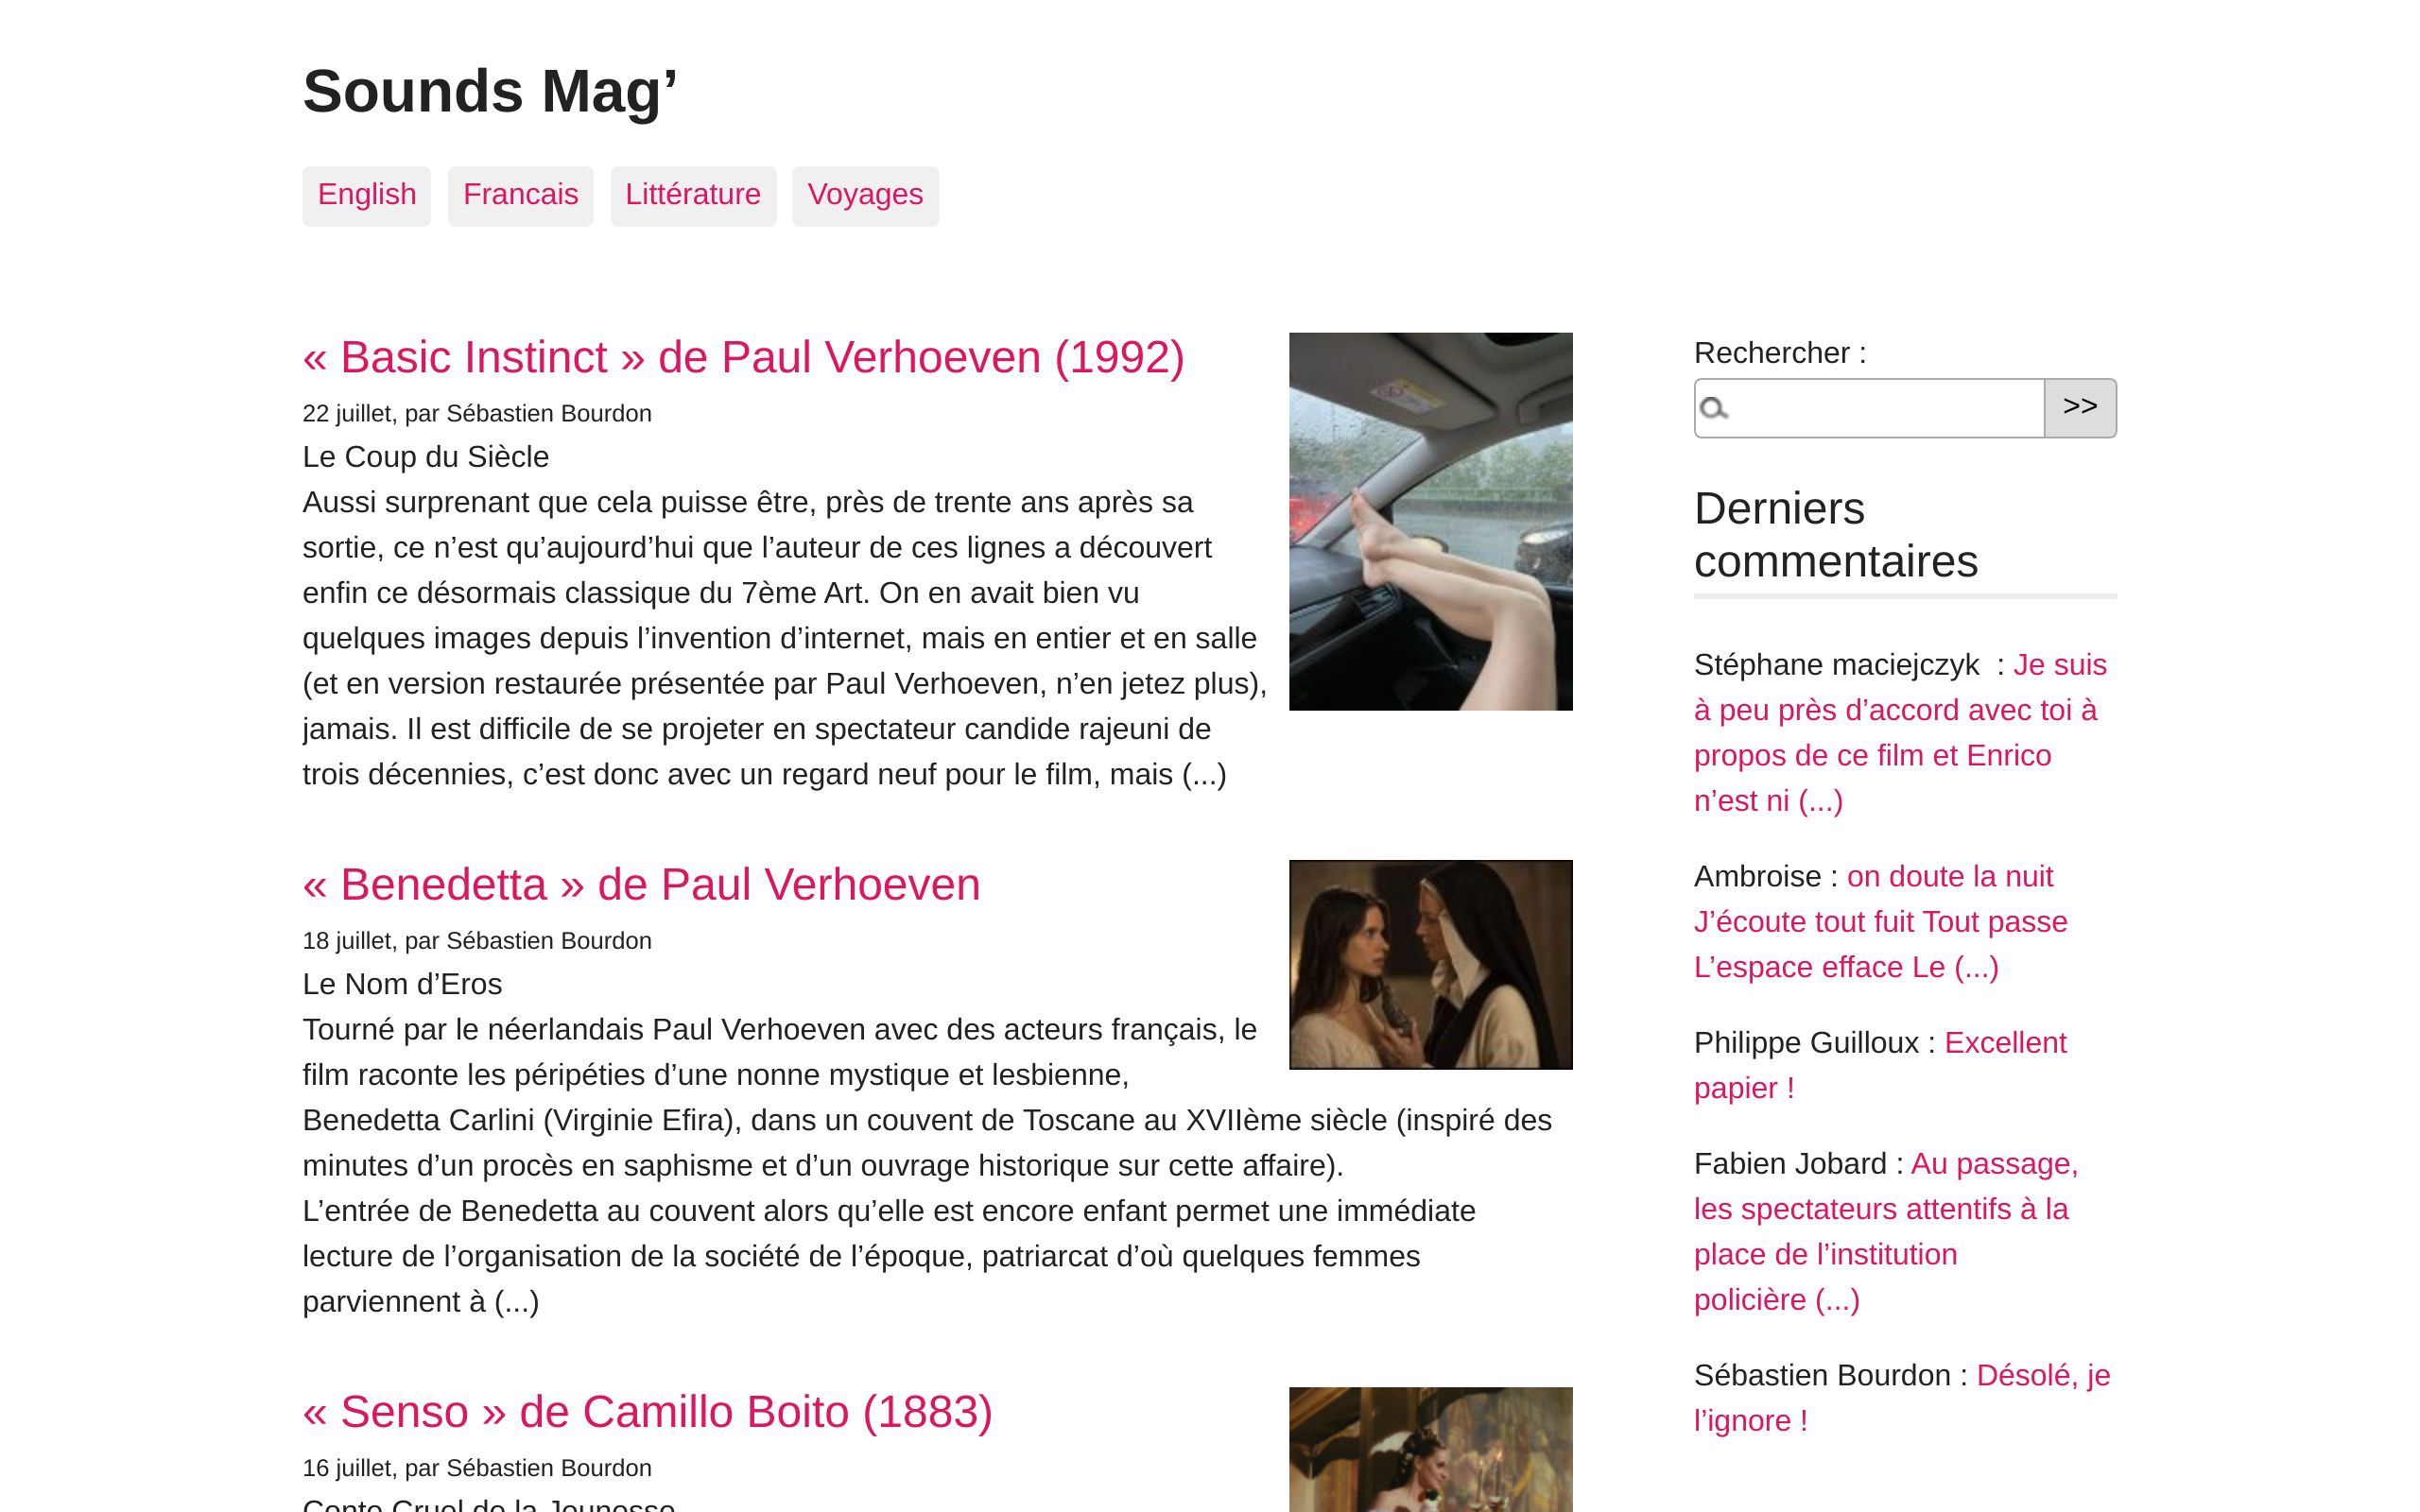 Sounds Mag’
English Francais Littérature Voyages
« Basic Instinct » de Paul Verhoeven (1992)
22 juillet, par Sébastien Bourdon
Le Coup du Siècle
Aussi surprenant que cela puisse être, près de trente ans après sa
sortie, ce n’est qu’aujourd’hui que l’auteur de ces lignes a découvert
enfin ce désormais classique du 7ème Art. On en avait bien vu
quelques images depuis l’invention d’internet, mais en entier et en salle
(et en version restaurée présentée par Paul Verhoeven, n’en jetez plus),
jamais. Il est difficile de se projeter en spectateur candide rajeuni de
trois décennies, c’est donc avec un regard neuf pour le film, mais (...)
« Benedetta » de Paul Verhoeven
18 juillet, par Sébastien Bourdon
Le Nom d’Eros
Tourné par le néerlandais Paul Verhoeven avec des acteurs français, le
film raconte les péripéties d’une nonne mystique et lesbienne,
Benedetta Carlini (Virginie Efira), dans un couvent de Toscane au XVIIème siècle (inspiré des
minutes d’un procès en saphisme et d’un ouvrage historique sur cette affaire).
L’entrée de Benedetta au couvent alors qu’elle est encore enfant permet une immédiate
lecture de l’organisation de la société de l’époque, patriarcat d’où quelques femmes
parviennent à (...)
« Senso » de Camillo Boito (1883)
16 juillet, par Sébastien Bourdon
Conte Cruel de la Jeunesse
Rechercher :
>>
Derniers
commentaires
Stéphane maciejczyk  : Je suis
à peu près d’accord avec toi à
propos de ce film et Enrico
n’est ni (...)
Ambroise : on doute la nuit
J’écoute tout fuit Tout passe
L’espace efface Le (...)
Philippe Guilloux : Excellent
papier !
Fabien Jobard : Au passage,
les spectateurs attentifs à la
place de l’institution
policière (...)
Sébastien Bourdon : Désolé, je
l’ignore !